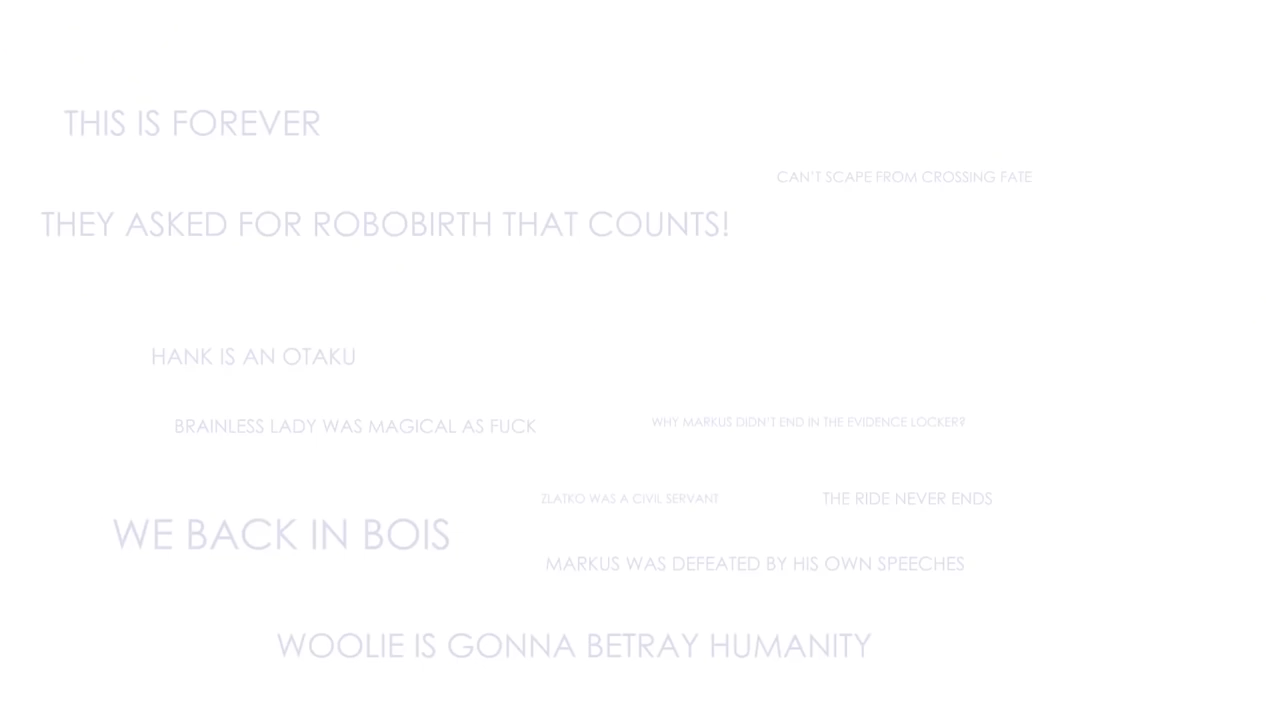 THIS IS FOREVER
CAN'T SCAPE FROM CROSSING FATE
THEY ASKED FOR ROBOBIRTH THAT COUNTS!
HANK IS AN OTAKU
BRAINLESS LADY WAS MAGICAL AS FUCK
WHY MARKUS DIDN'T END IN THE EVIDENCE LOCKER?
ZLATKO WAS A CIVIL SERVANT
THE RIDE NEVER ENDS
WE BACK IN BOIS
MARKUS WAS DEFEATED BY HIS OWN SPEECHES
WOOLIE IS GONNA BETRAY HUMANITY